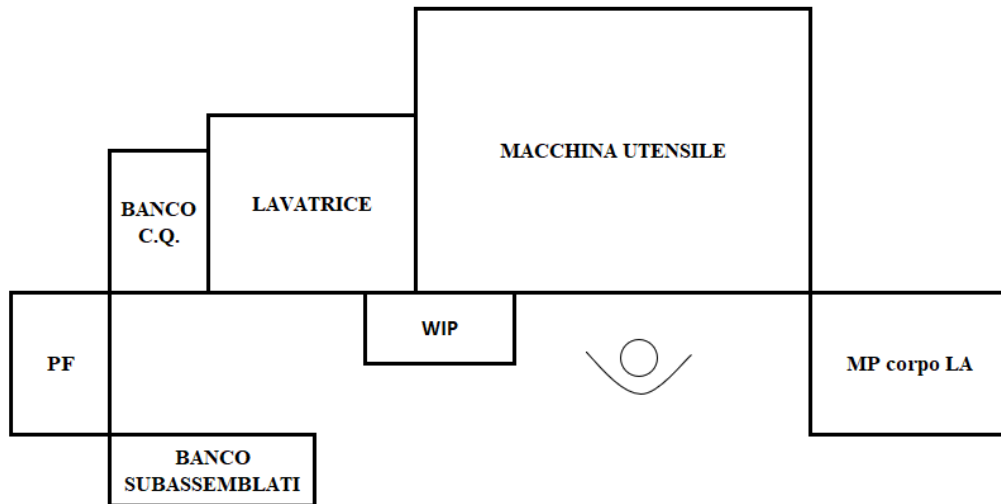 MACCHINA UTENSILE
LAVATRICE
BANCO
C.Q.
WIP
PF
MP corpo LA
BANCO
SUBASSEMBLATI